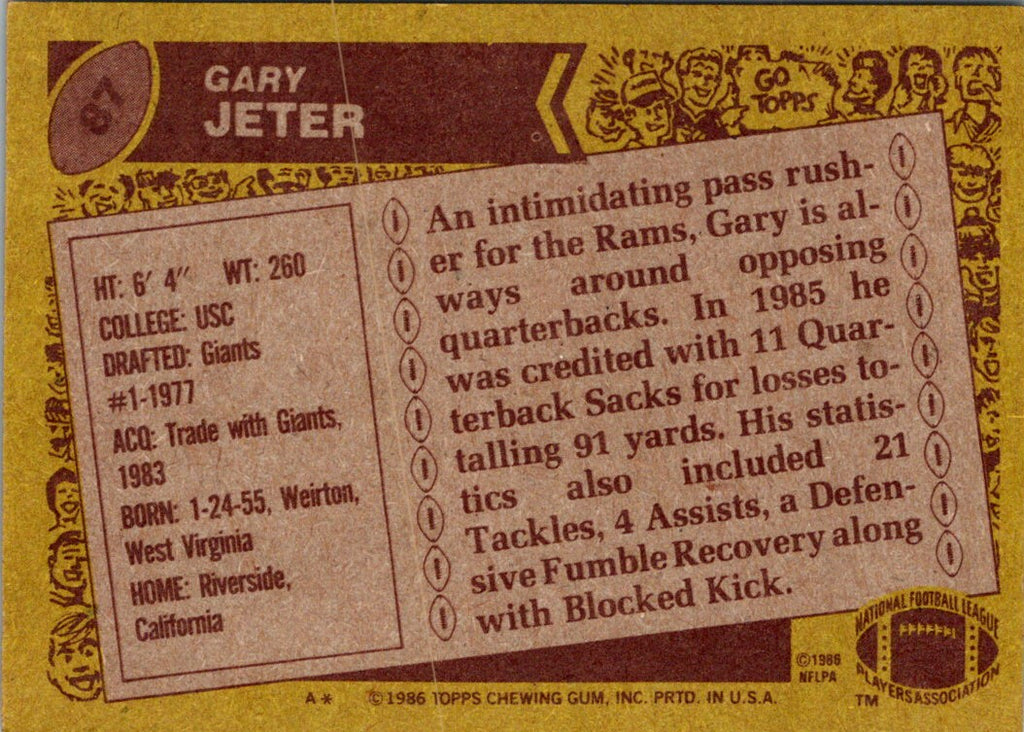 87
GARY
JETER
GO
TOPPS
HT: 6' 4" WT: 260
COLLEGE: USC
DRAFTED: Giants
#1-1977
ACQ: Trade with Giants,
1983
BORN: 1-24-55, Weirton,
West Virginia
HOME: Riverside,
California
An intimidating pass rush-
er for the Rams, Gary is al-
ways around opposing
quarterbacks. In 1985 he
was credited with 11 Quar-
terback Sacks for losses to-
talling 91 yards. His statis-
tics also included 21
Tackles, 4 Assists, a Defen-
sive Fumble Recovery along
with Blocked Kick.
©1986
NFLPA
NATIONAL FOOTBALL LEAGUE
PLAYERS ASSOCIATION
TM
A* ©1986 TOPPS CHEWING GUM, INC. PRTD. IN U.S.A.